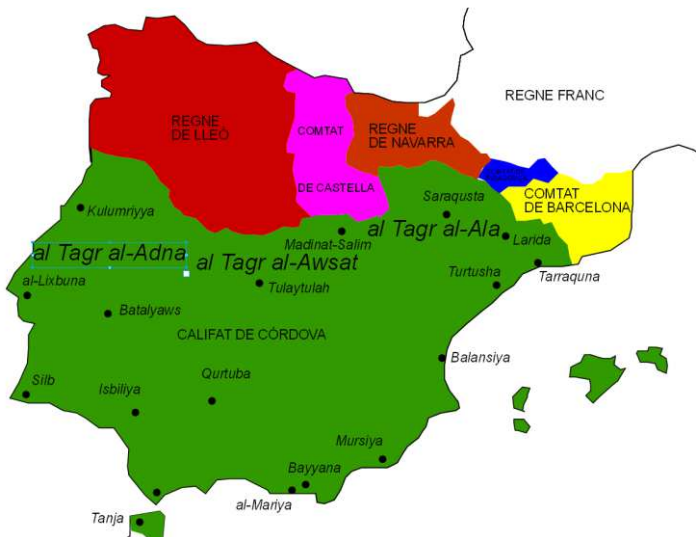 REGNE FRANC
REGNE
DE LLEÓ
COMTAT
DE CASTELLA
REGNE
DE NAVARRA
COMTAT
DE BARCELONA
Kulumriyya
Saraqusta
Madinat-Salim
al Tagr al-Ala
Larida
al Tagr al-Adna
al Tagr al-Awsat
al-Lixbuna
Tulaytulah
Turtusha
Tarraquna
Batalyaws
CALIFAT DE CÒRDOVA
Balansiya
Silb
Isbiliya
Qurtuba
Mursiya
Bayyana
al-Mariya
Tanja